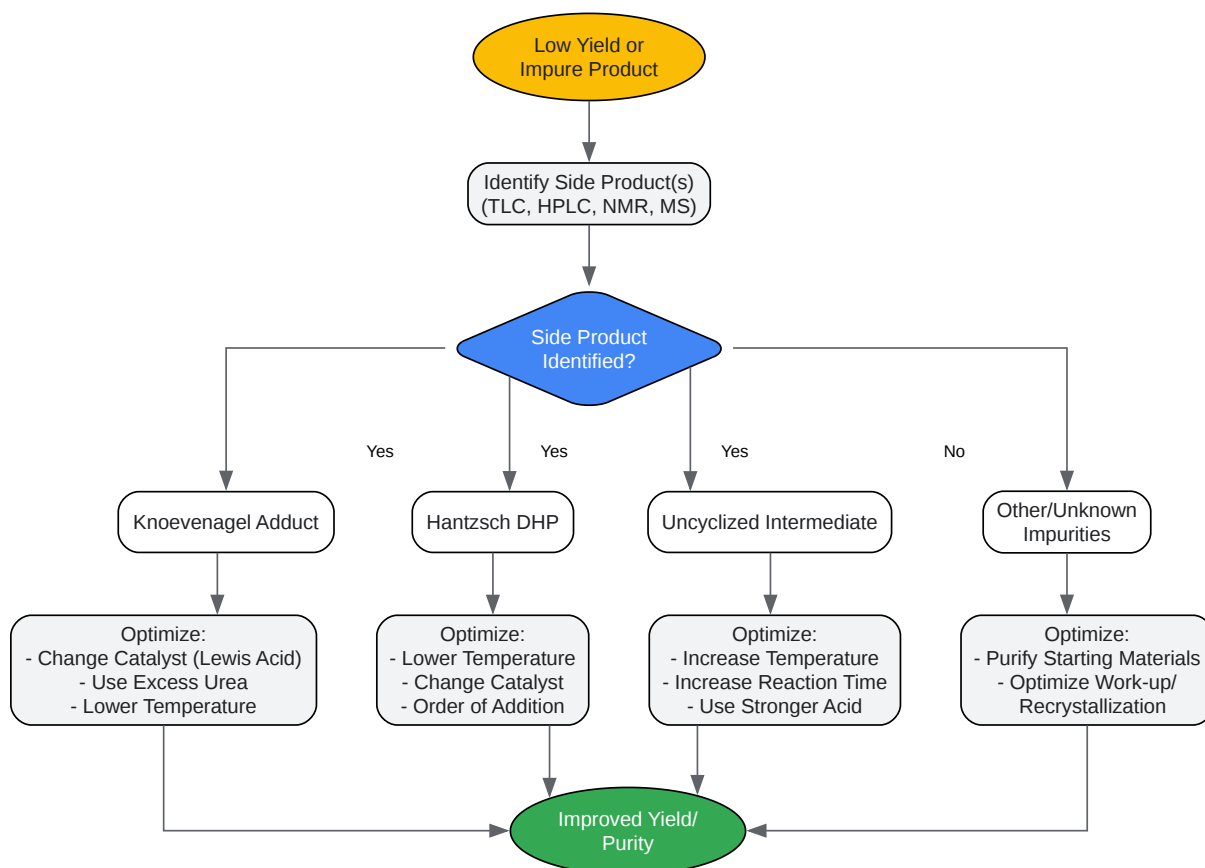 Low Yield or
Impure Product
Identify Side Product(s)
(TLC, HPLC, NMR, MS)
Side Product
Identified?
Yes
Yes
Yes
No
Knoevenagel Adduct
Hantzsch DHP
Uncyclized Intermediate
Other/Unknown
Impurities
Optimize:
- Change Catalyst (Lewis Acid)
- Use Excess Urea
- Lower Temperature
Optimize:
- Lower Temperature
- Change Catalyst
- Order of Addition
Optimize:
- Increase Temperature
- Increase Reaction Time
- Use Stronger Acid
Optimize:
- Purify Starting Materials
- Optimize Work-up/
Recrystallization
Improved Yield/
Purity